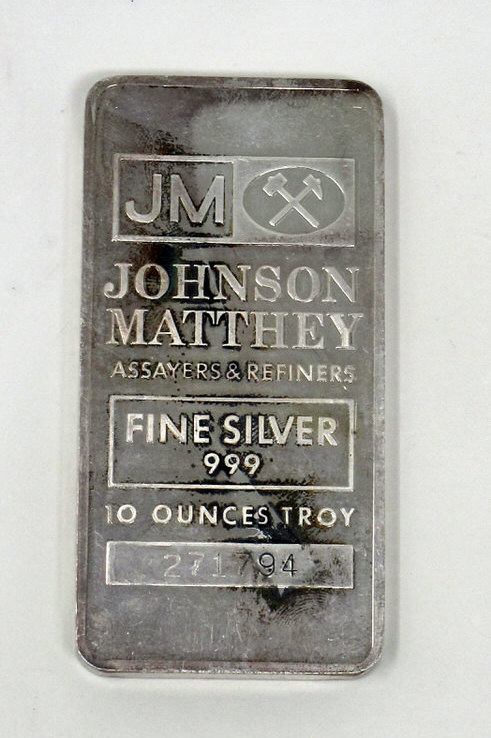 JM
JOHNSON
MATTHEY
ASSAYERS & REFINERS
FINE SILVER
999
10 OUNCES TROY
271794